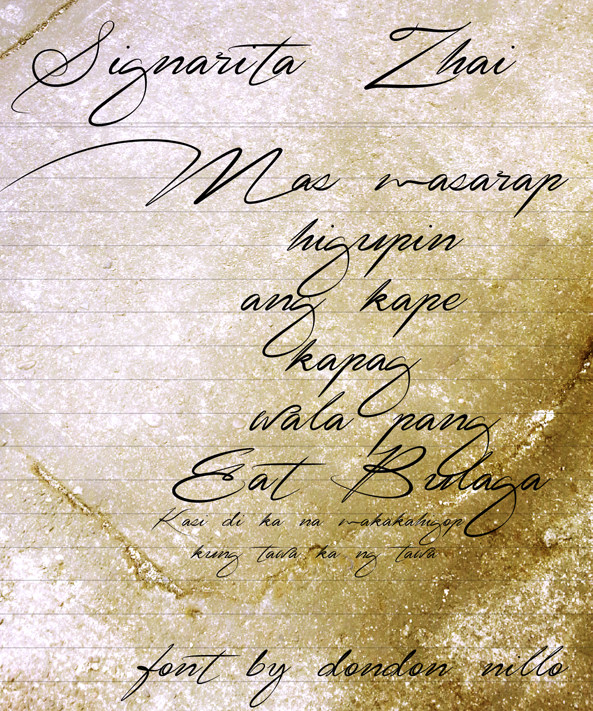 Signarita Zhai
Mas masarap
higupin
ang kape
kapag
wala pang
Eat Bulaga
Kasi di ka na makakahigop
kung tawa ka ng tawa
font by dondon nillo